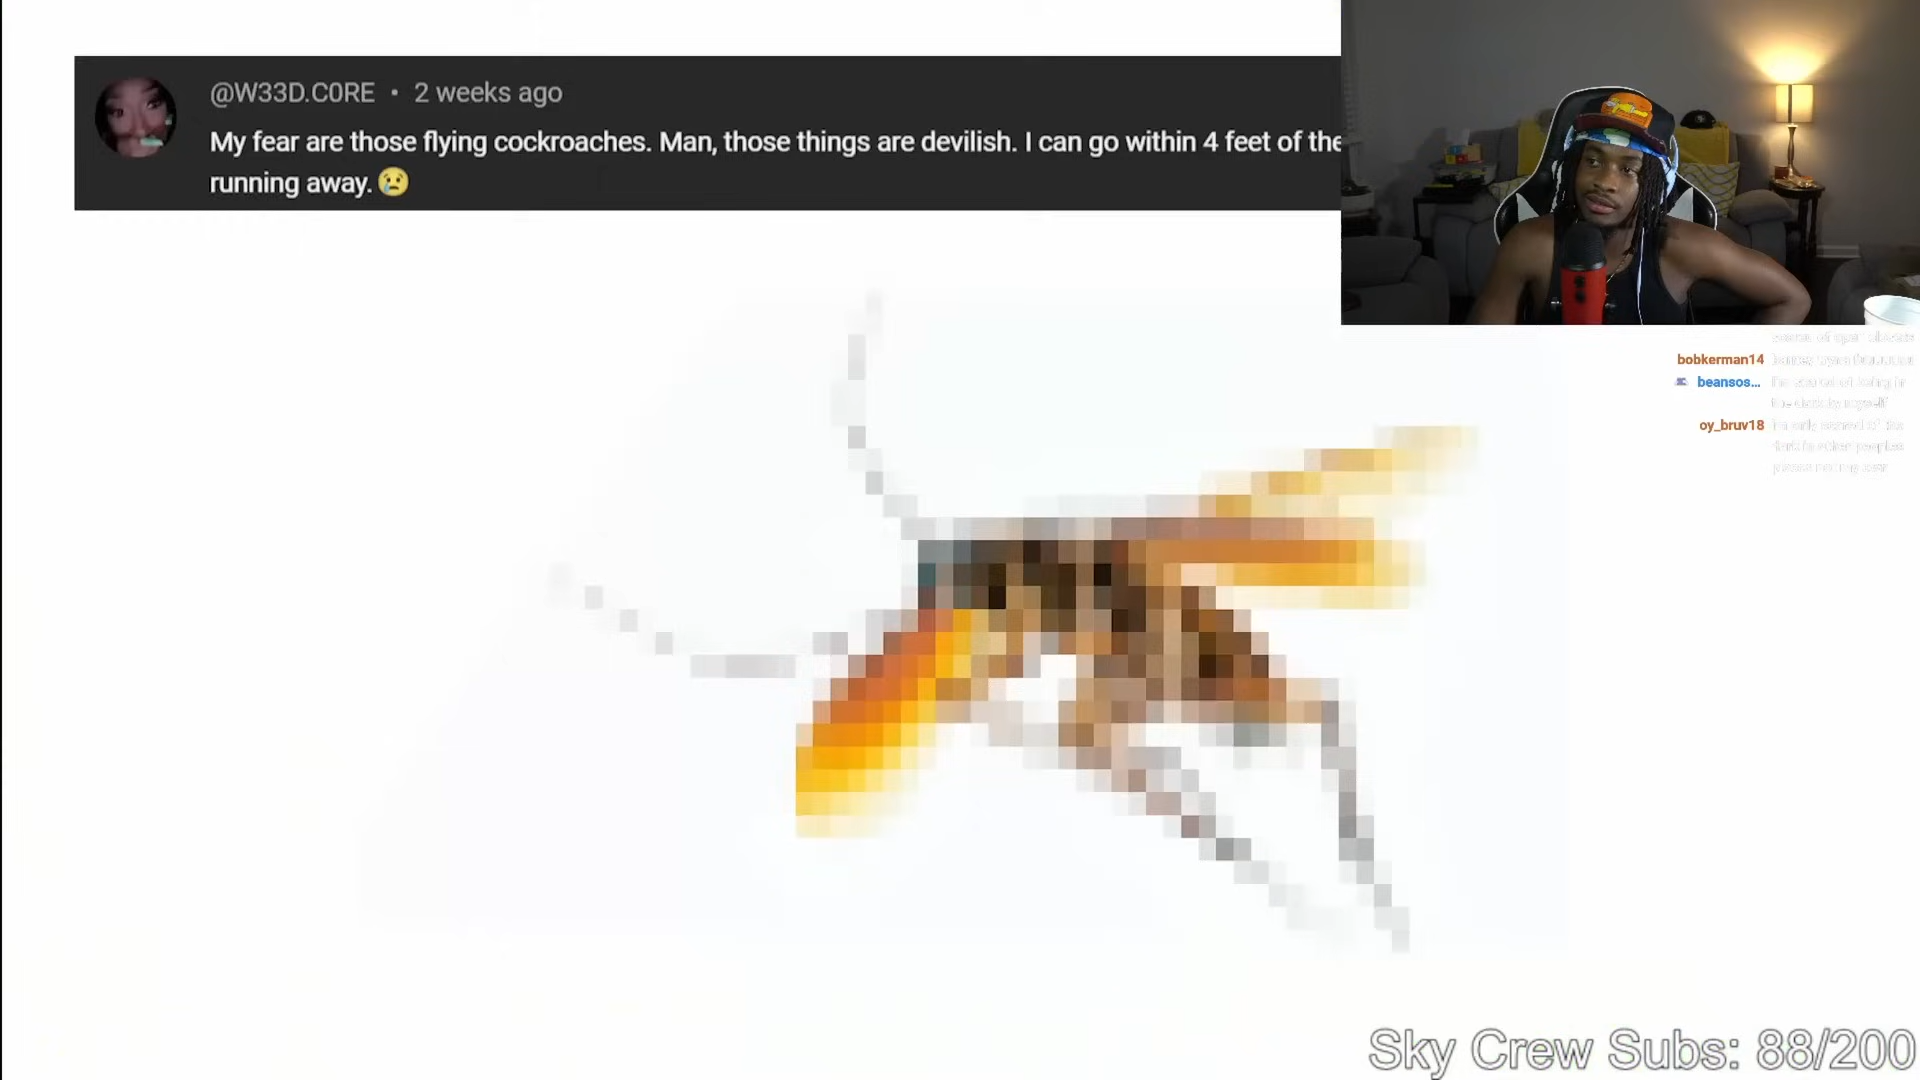 @W33D.C0RE • 2 weeks ago
My fear are those flying cockroaches. Man, those things are devilish. I can go within 4 feet of the
running away. 😢
bobkerman14
beansos...
oy_bruv18
Sky Crew Subs: 88/200